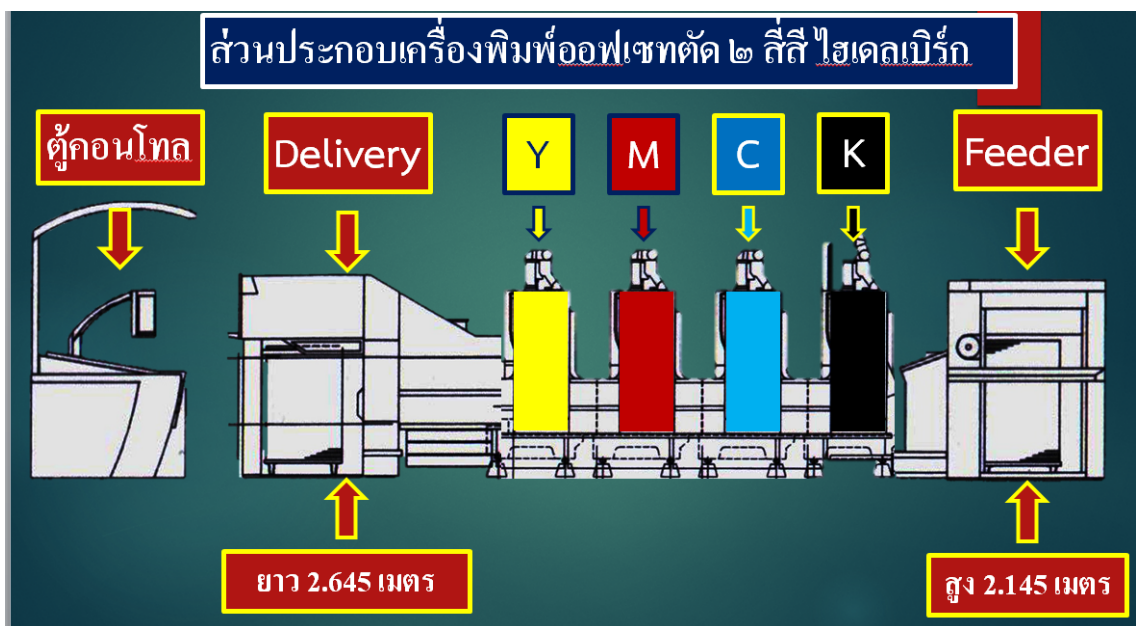 ส่วนประกอบเครื่องพิมพ์ออฟเซทตัด ๒ สี่สี ไฮเดลเบิร์ก
ตู้คอนโทล
Delivery
Y
M
C
K
Feeder
ยาว 2.645 เมตร
สูง 2.145 เมตร